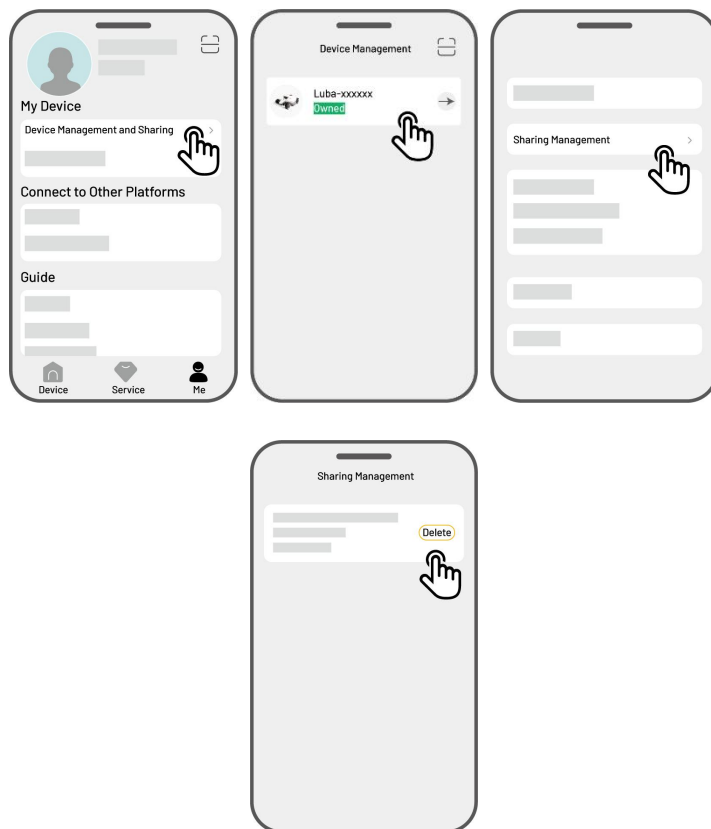 My Device
Device Management and Sharing
Connect to Other Platforms
Guide
Device
Service
Me
Device Management
Luba-xxxxxx
Owned
Sharing Management
Sharing Management
Delete